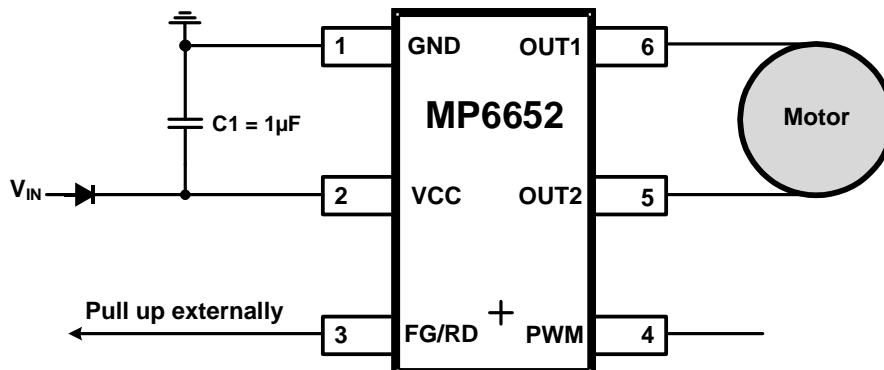 1 GND OUT1 6
MP6652
C1 = 1µF
Motor
VIN 2 VCC OUT2 5
Pull up externally
3 FG/RD PWM 4